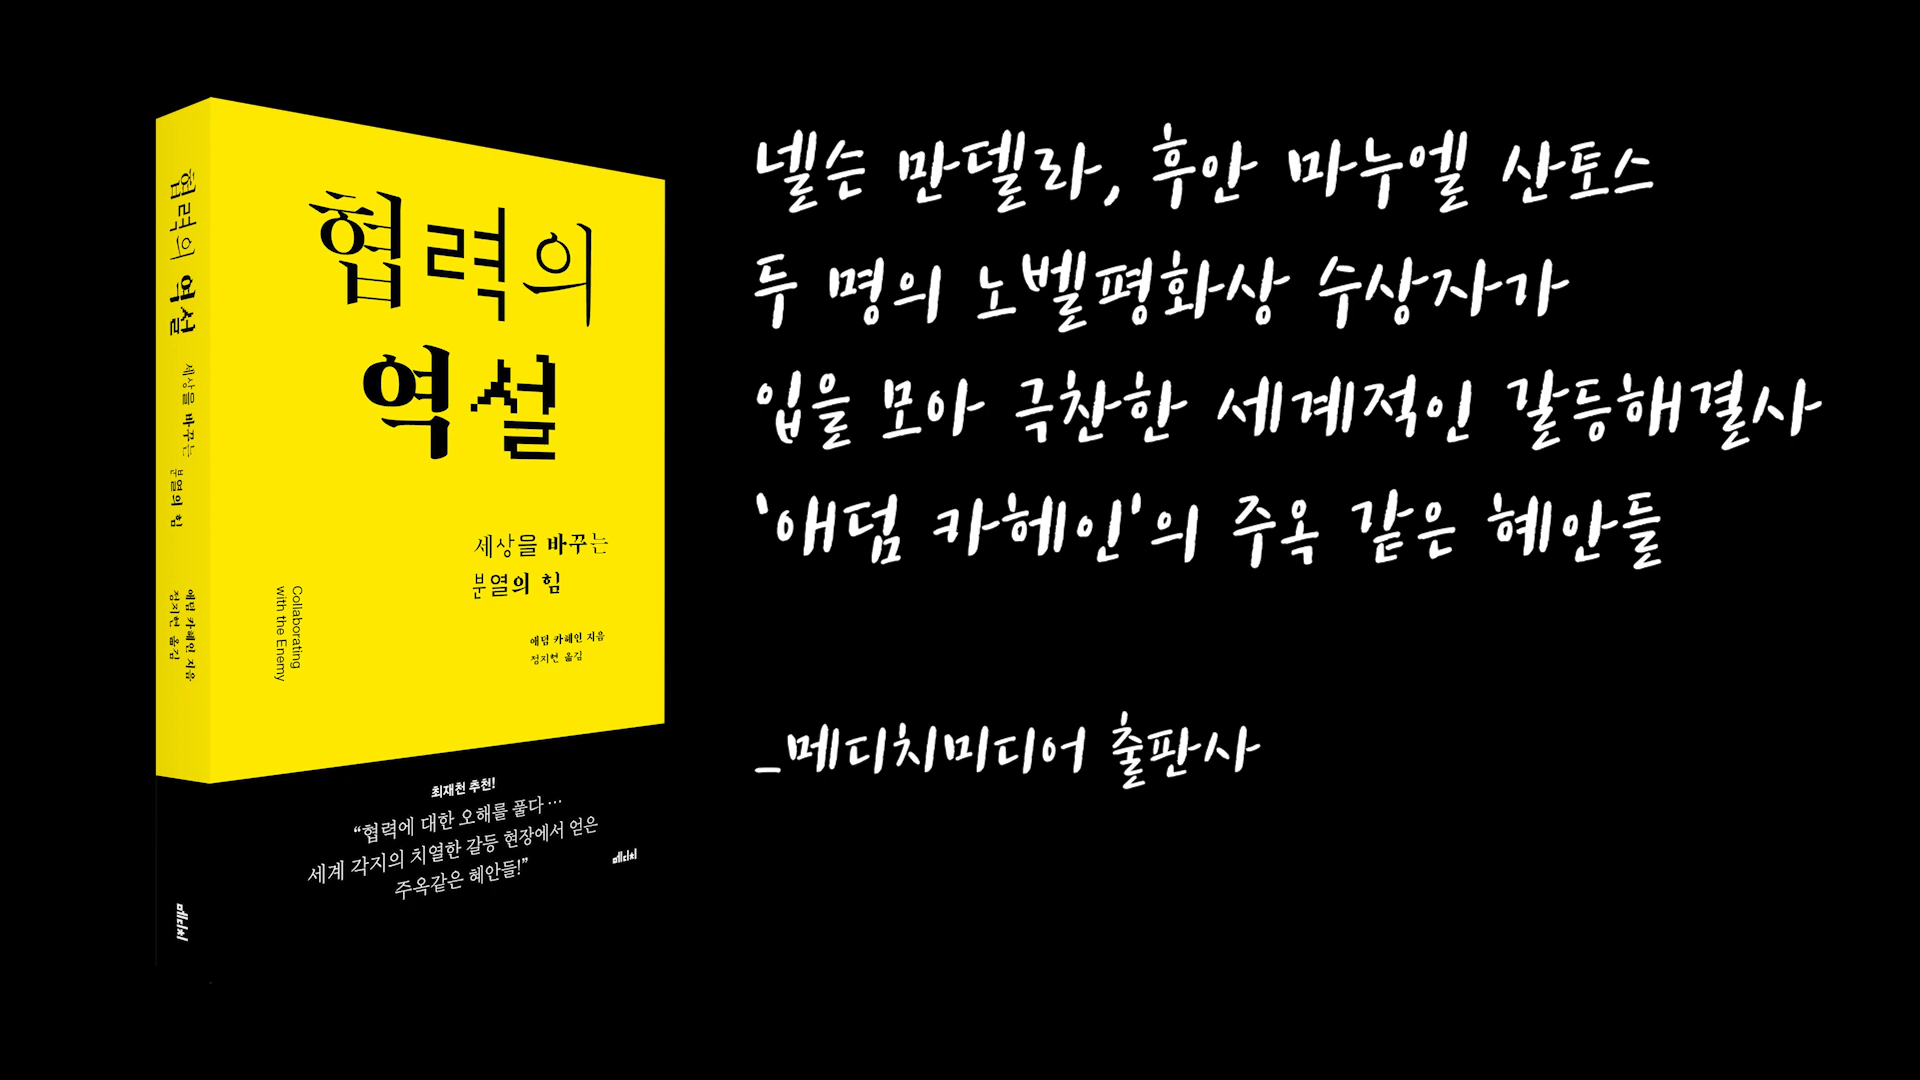 협력의 역설
세상을 바꾸는
분열의 힘
애덤 카헤인 지음
정지현 옮김
메디치
협력의
역설
세상을 바꾸는
분열의 힘
애덤 카헤인 지음
정지현 옮김
Collaborating
with the Enemy
최재천 추천!
“협력에 대한 오해를 풀다…
세계 각지의 치열한 갈등 현장에서 얻은
주옥같은 혜안들!”
메디치
넬슨 만델라, 후안 마누엘 산토스
두 명의 노벨평화상 수상자가
입을 모아 극찬한 세계적인 갈등해결사
‘애덤 카헤인’의 주옥 같은 혜안들
_메디치미디어 출판사